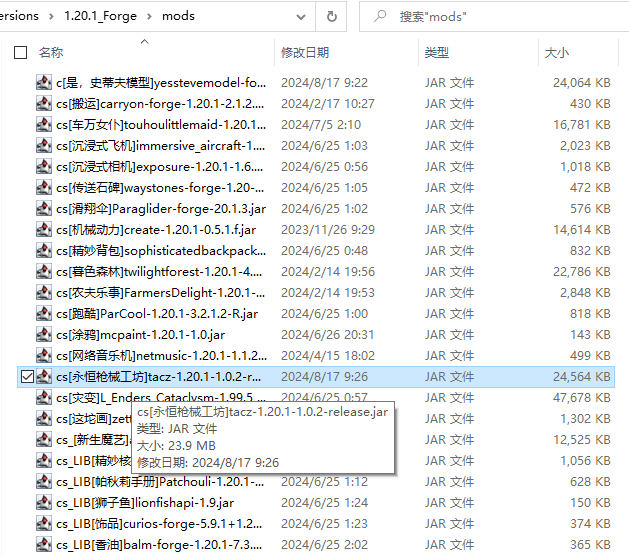 ersions > 1.20.1_Forge > mods
搜索"mods"
名称 修改日期 类型 大小
c[是，史蒂夫模型]yesstevemodel-fo... 2024/8/17 9:22 JAR 文件 24,064 KB
cs[搬运]carryon-forge-1.20.1-2.1.2.... 2024/2/17 10:27 JAR 文件 430 KB
cs[车万女仆]touhoulittlemaid-1.20.1... 2024/7/5 2:10 JAR 文件 16,781 KB
cs[沉浸式飞机]immersive_aircraft-1.... 2024/6/25 1:03 JAR 文件 2,023 KB
cs[沉浸式相机]exposure-1.20.1-1.6.... 2024/6/25 0:56 JAR 文件 1,018 KB
cs[传送石碑]waystones-forge-1.20-... 2024/6/25 1:05 JAR 文件 472 KB
cs[滑翔伞]Paraglider-forge-20.1.3.jar 2024/6/25 1:02 JAR 文件 576 KB
cs[机械动力]create-1.20.1-0.5.1.f.jar 2023/11/26 9:29 JAR 文件 14,614 KB
cs[精妙背包]sophisticatedbackpack... 2024/6/25 0:48 JAR 文件 832 KB
cs[暮色森林]twilightforest-1.20.1-4.... 2024/2/14 19:56 JAR 文件 22,786 KB
cs[农夫乐事]FarmersDelight-1.20.1-... 2024/2/14 19:53 JAR 文件 2,848 KB
cs[跑酷]ParCool-1.20.1-3.2.1.2-R.jar 2024/6/25 1:00 JAR 文件 818 KB
cs[涂鸦]mcpaint-1.20.1-1.0.jar 2024/6/26 20:31 JAR 文件 143 KB
cs[网络音乐机]netmusic-1.20.1-1.1.2... 2024/4/15 18:02 JAR 文件 499 KB
cs[永恒枪械工坊]tacz-1.20.1-1.0.2-r... 2024/8/17 9:26 JAR 文件 24,564 KB
cs[灾变]L_Enders_Cataclysm-1.99.5 2024/6/25 0:57 JAR 文件 47,678 KB
cs[这坨画]zett JAR 文件 1,302 KB
cs_[新生魔艺] JAR 文件 12,525 KB
cs_LIB[精妙核 JAR 文件 1,056 KB
cs[永恒枪械工坊]tacz-1.20.1-1.0.2-release.jar
类型: JAR 文件
大小: 23.9 MB
修改日期: 2024/8/17 9:26
cs_LIB[帕秋莉手册]Patchouli-1.20.1-... 2024/6/25 1:12 JAR 文件 628 KB
cs_LIB[狮子鱼]lionfishapi-1.9.jar 2024/6/25 1:24 JAR 文件 150 KB
cs_LIB[饰品]curios-forge-5.9.1+1.2... 2024/6/25 1:23 JAR 文件 374 KB
cs_LIB[香油]balm-forge-1.20.1-7.3.... 2024/6/25 2:02 JAR 文件 365 KB